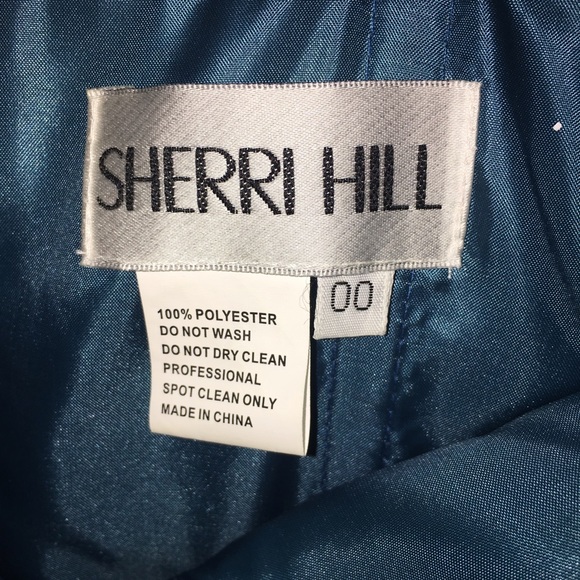 SHERRI HILL
00
100% POLYESTER
DO NOT WASH
DO NOT DRY CLEAN
PROFESSIONAL
SPOT CLEAN ONLY
MADE IN CHINA